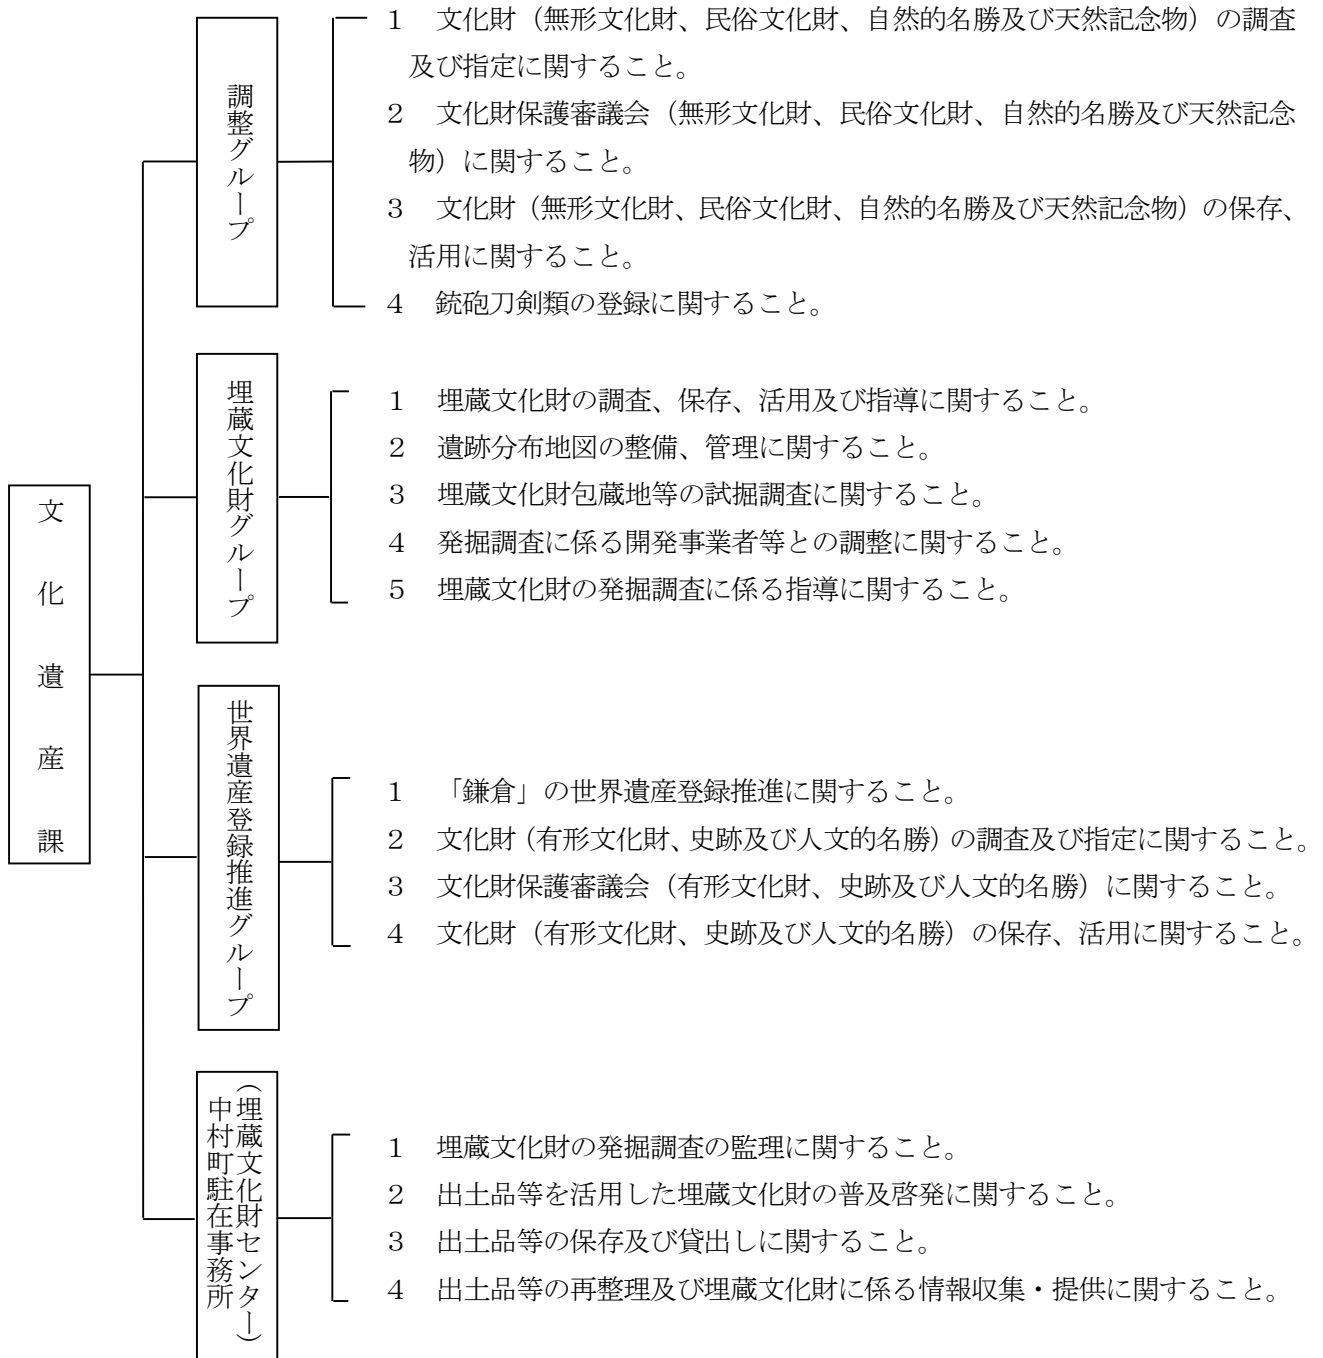 文化遺産課
調整グループ
１　文化財（無形文化財、民俗文化財、自然的名勝及び天然記念物）の調査
及び指定に関すること。
２　文化財保護審議会（無形文化財、民俗文化財、自然的名勝及び天然記念
物）に関すること。
３　文化財（無形文化財、民俗文化財、自然的名勝及び天然記念物）の保存、
活用に関すること。
４　銃砲刀剣類の登録に関すること。
埋蔵文化財グループ
１　埋蔵文化財の調査、保存、活用及び指導に関すること。
２　遺跡分布地図の整備、管理に関すること。
３　埋蔵文化財包蔵地等の試掘調査に関すること。
４　発掘調査に係る開発事業者等との調整に関すること。
５　埋蔵文化財の発掘調査に係る指導に関すること。
世界遺産登録推進グループ
１　「鎌倉」の世界遺産登録推進に関すること。
２　文化財（有形文化財、史跡及び人文的名勝）の調査及び指定に関すること。
３　文化財保護審議会（有形文化財、史跡及び人文的名勝）に関すること。
４　文化財（有形文化財、史跡及び人文的名勝）の保存、活用に関すること。
（埋蔵文化財センター）
中村町駐在事務所
１　埋蔵文化財の発掘調査の監理に関すること。
２　出土品等を活用した埋蔵文化財の普及啓発に関すること。
３　出土品等の保存及び貸出しに関すること。
４　出土品等の再整理及び埋蔵文化財に係る情報収集・提供に関すること。